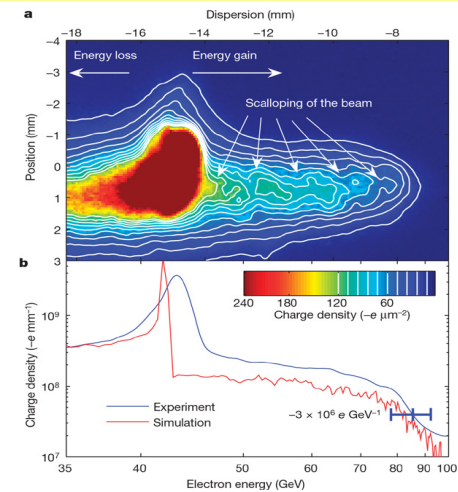 Dispersion (mm)
a
−18 −16 −14 −12 −10 −8
−4
−3
−2
−1
0
1
2
3
Position (mm)
Energy loss Energy gain
Scalloping of the beam
b
240 180 120 60
Charge density (−e μm⁻²)
10⁹
10⁸
10⁷
Charge density (−e mm⁻¹)
Experiment
Simulation
−3 × 10⁶ e GeV⁻¹
35 40 50 60 70 80 90 100
Electron energy (GeV)